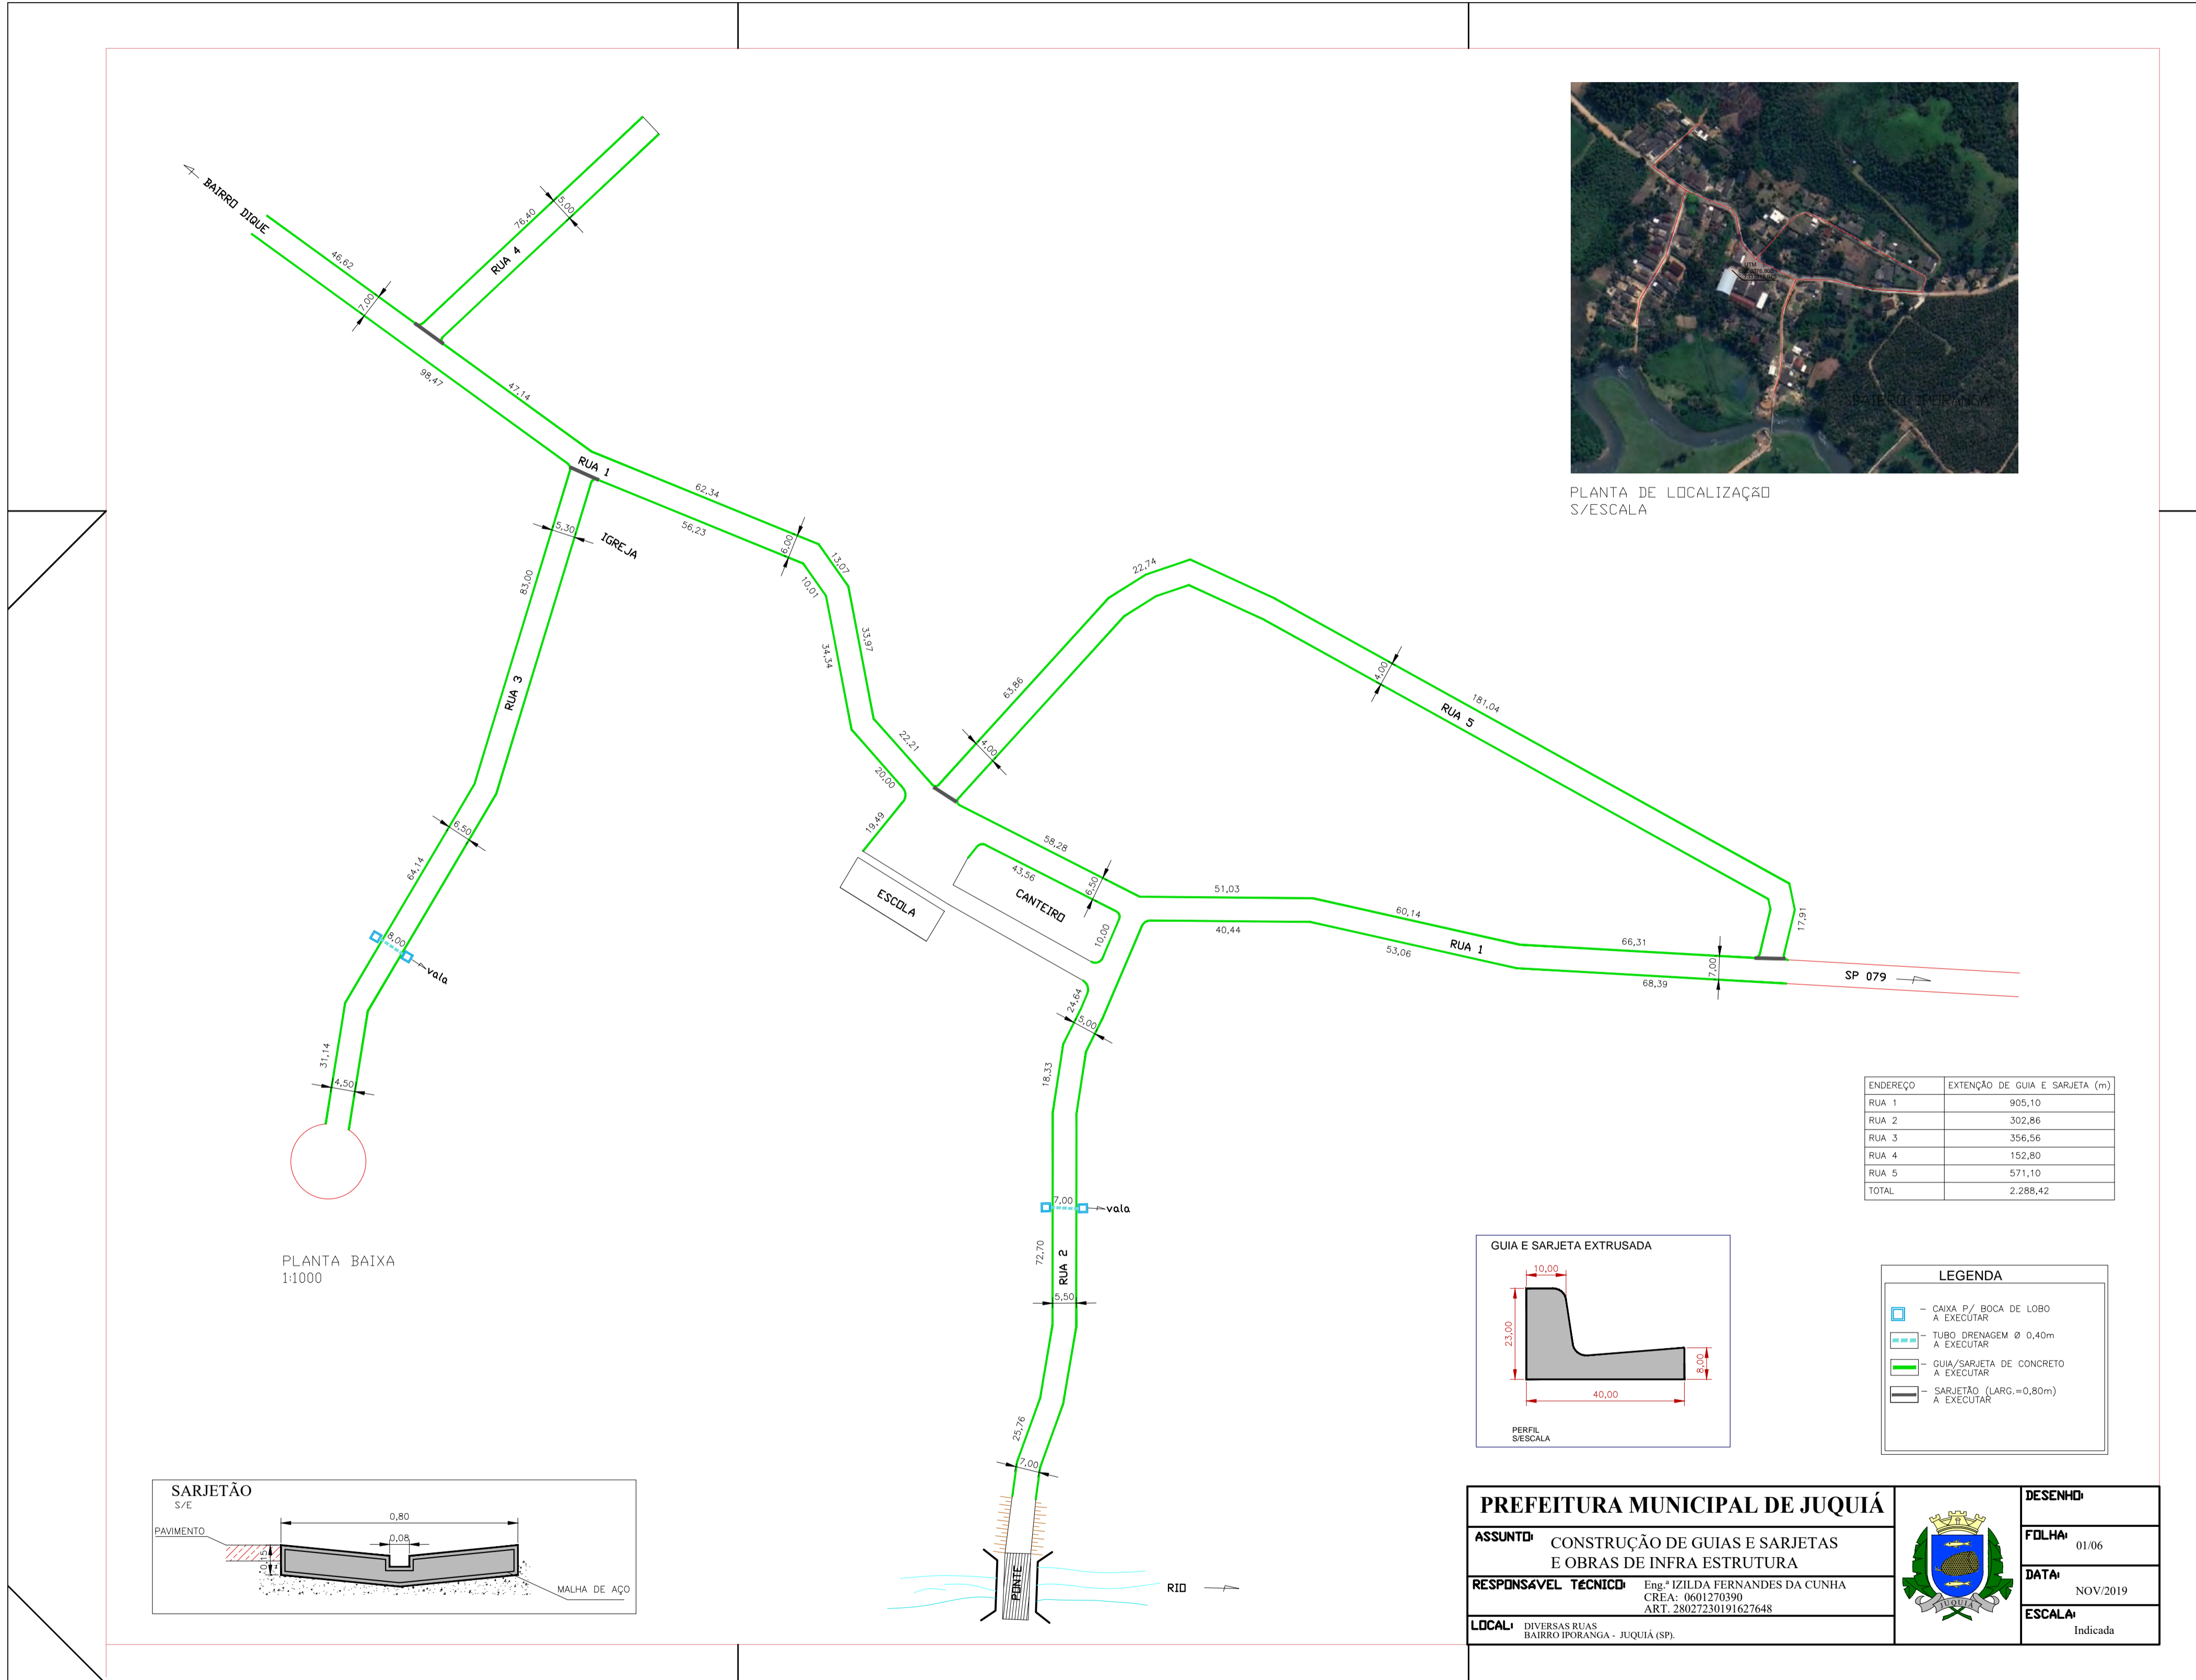 BAIRRO DIQUE
46,62
7,00
98,47
76,40
5,00
RUA 4
47,14
RUA 1
62,34
56,23
6,00
5,30
IGREJA
83,00
RUA 3
13,07
10,01
33,97
34,34
22,21
20,00
19,49
22,74
63,86
4,00
4,00
181,04
RUA 5
17,91
58,28
43,56
6,50
CANTEIRO
10,00
ESCOLA
51,03
40,44
60,14
53,06
RUA 1
66,31
7,00
68,39
SP 079
6,50
64,14
8,00
vala
31,14
4,50
24,64
5,00
18,33
7,00
vala
72,70
RUA 2
5,50
25,76
7,00
PONTE
RIO
PLANTA BAIXA
1:1000
UTM
BAIRRO IPORANGA
PLANTA DE LOCALIZAÇÃO
S/ESCALA
ENDEREÇO EXTENÇÃO DE GUIA E SARJETA (m)
RUA 1 905,10
RUA 2 302,86
RUA 3 356,56
RUA 4 152,80
RUA 5 571,10
TOTAL 2.288,42
GUIA E SARJETA EXTRUSADA
10,00
23,00
8,00
40,00
PERFIL
S/ESCALA
LEGENDA
- CAIXA P/ BOCA DE LOBO
A EXECUTAR
- TUBO DRENAGEM Ø 0,40m
A EXECUTAR
- GUIA/SARJETA DE CONCRETO
A EXECUTAR
- SARJETÃO (LARG.=0,80m)
A EXECUTAR
SARJETÃO
S/E
PAVIMENTO
0,80
0,08
0,15
MALHA DE AÇO
PREFEITURA MUNICIPAL DE JUQUIÁ
ASSUNTO: CONSTRUÇÃO DE GUIAS E SARJETAS
E OBRAS DE INFRA ESTRUTURA
RESPONSÁVEL TÉCNICO: Eng.ª IZILDA FERNANDES DA CUNHA
CREA: 0601270390
ART. 28027230191627648
LOCAL: DIVERSAS RUAS
BAIRRO IPORANGA - JUQUIÁ (SP).
JUQUIÁ
DESENHO:
FOLHA:
01/06
DATA:
NOV/2019
ESCALA:
Indicada